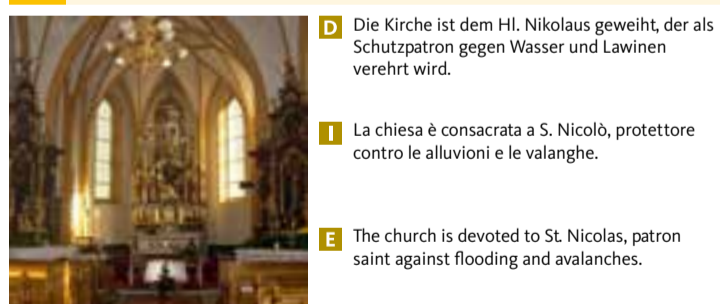 D Die Kirche ist dem Hl. Nikolaus geweiht, der als
Schutzpatron gegen Wasser und Lawinen
verehrt wird.
I La chiesa è consacrata a S. Nicolò, protettore
contro le alluvioni e le valanghe.
E The church is devoted to St. Nicolas, patron
saint against flooding and avalanches.